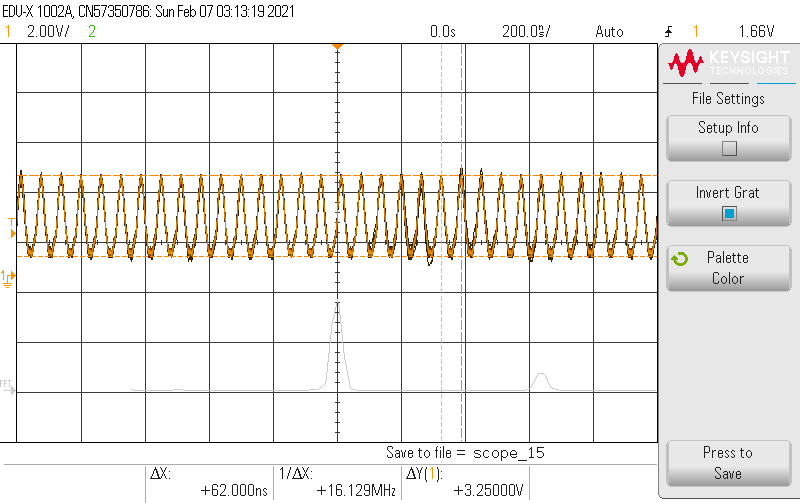 EDU-X 1002A, CN57350786: Sun Feb 07 03:13:19 2021
1 2.00V/ 2 0.0s 200.0ns/ Auto 1 1.66V
KEYSIGHT
TECHNOLOGIES
File Settings
Setup Info
Invert Grat
T
1
Palette
Color
FFT
Save to file = scope_15
Press to
Save
ΔX:
+62.000ns
1/ΔX:
+16.129MHz
ΔY(1):
+3.25000V